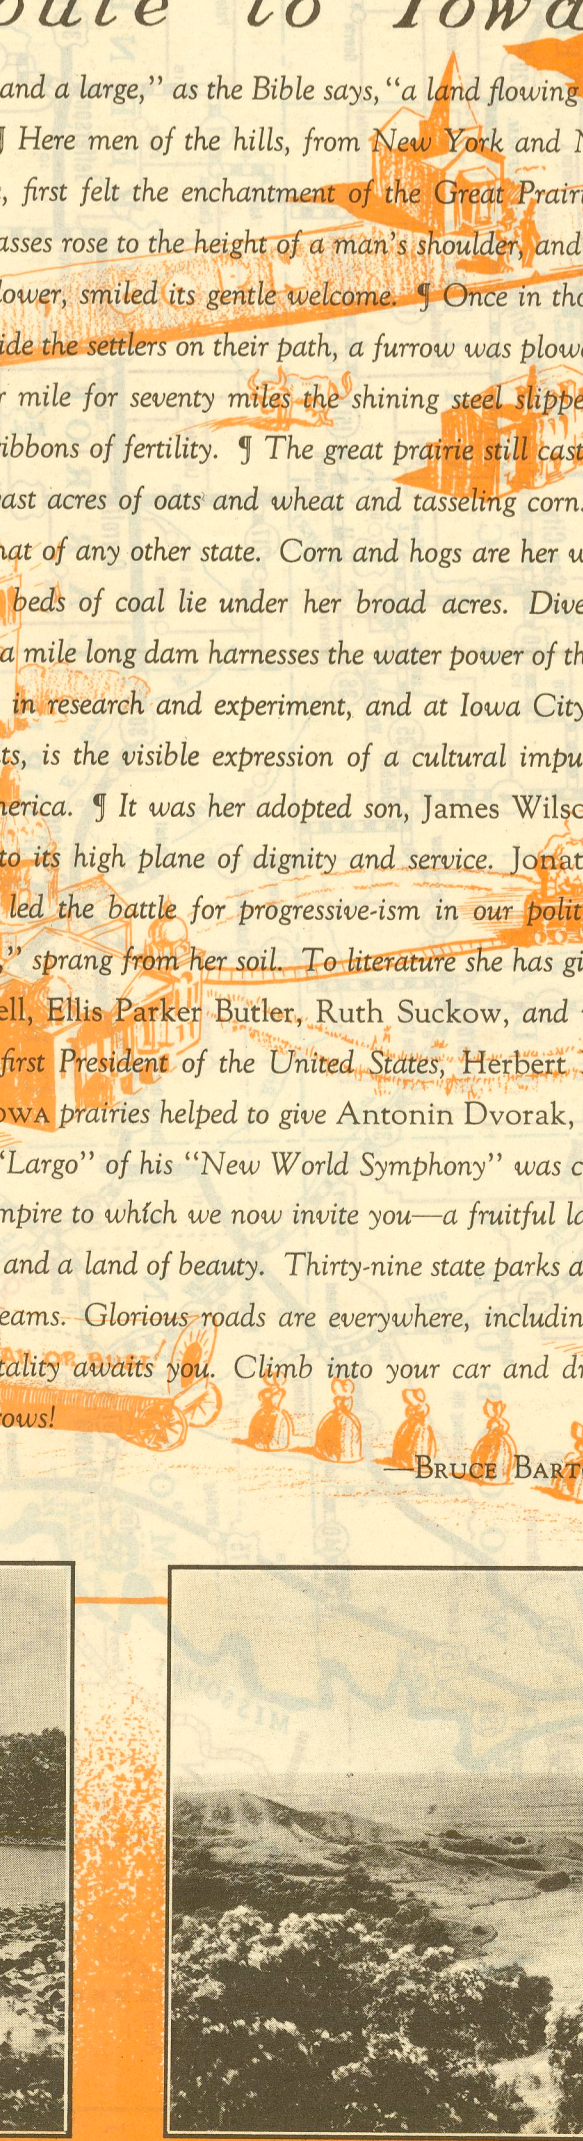 bute to Iowa
and a large," as the Bible says, "a land flowing
¶ Here men of the hills, from New York and N
, first felt the enchantment of the Great Prairi
asses rose to the height of a man's shoulder, and
lower, smiled its gentle welcome. ¶ Once in tho
ide the settlers on their path, a furrow was plow
r mile for seventy miles the shining steel slippe
ibbons of fertility. ¶ The great prairie still cast
ast acres of oats and wheat and tasseling corn.
hat of any other state. Corn and hogs are her w
beds of coal lie under her broad acres. Dive
a mile long dam harnesses the water power of th
in research and experiment, and at Iowa City
ts, is the visible expression of a cultural impu
merica. ¶ It was her adopted son, James Wilso
to its high plane of dignity and service. Jonat
led the battle for progressive-ism in our polit
," sprang from her soil. To literature she has gi
ell, Ellis Parker Butler, Ruth Suckow, and
first President of the United States, Herbert
OWA prairies helped to give Antonin Dvorak,
"Largo" of his "New World Symphony" was c
mpire to which we now invite you—a fruitful la
and a land of beauty. Thirty-nine state parks a
eams. Glorious roads are everywhere, includin
tality awaits you. Climb into your car and dr
rows!
—BRUCE BART